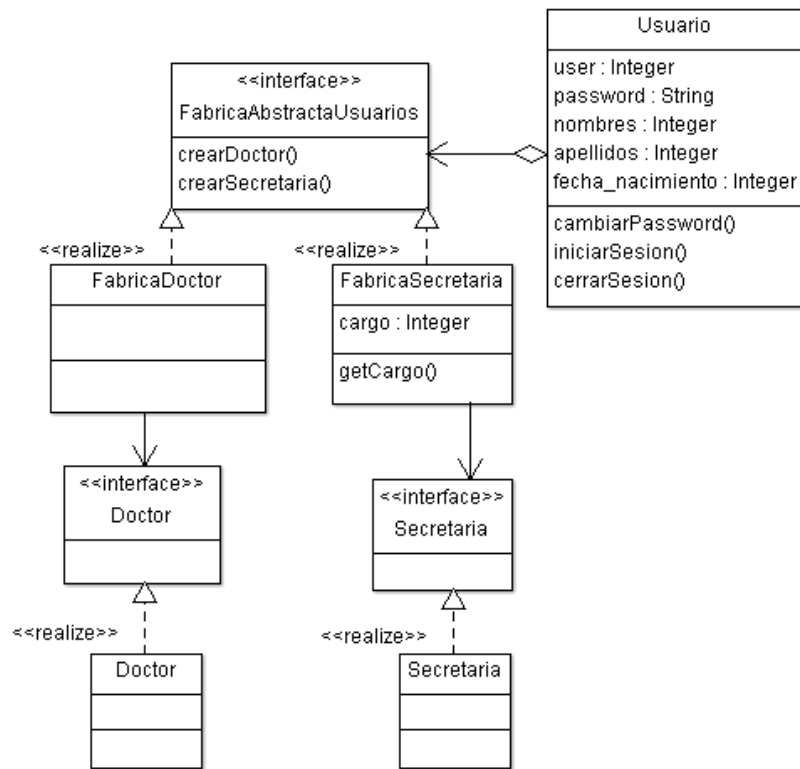 Usuario
user : Integer
password : String
nombres : Integer
apellidos : Integer
fecha_nacimiento : Integer
cambiarPassword()
iniciarSesion()
cerrarSesion()
<<interface>>
FabricaAbstractaUsuarios
crearDoctor()
crearSecretaria()
<<realize>>
<<realize>>
FabricaDoctor
FabricaSecretaria
cargo : Integer
getCargo()
<<interface>>
Doctor
<<interface>>
Secretaria
<<realize>>
<<realize>>
Doctor
Secretaria